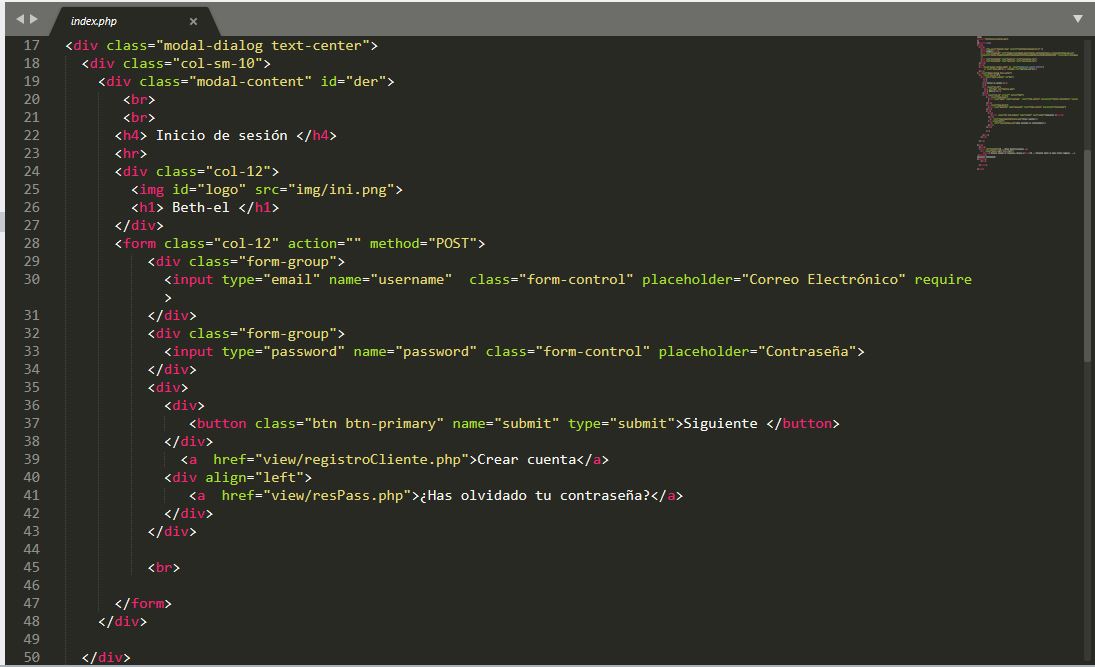 index.php ×
17 <div class="modal-dialog text-center">
18 <div class="col-sm-10">
19 <div class="modal-content" id="der">
20 <br>
21 <br>
22 <h4> Inicio de sesión </h4>
23 <hr>
24 <div class="col-12">
25 <img id="logo" src="img/ini.png">
26 <h1> Beth-el </h1>
27 </div>
28 <form class="col-12" action="" method="POST">
29 <div class="form-group">
30 <input type="email" name="username"  class="form-control" placeholder="Correo Electrónico" require
>
31 </div>
32 <div class="form-group">
33 <input type="password" name="password" class="form-control" placeholder="Contraseña">
34 </div>
35 <div>
36 <div>
37 <button class="btn btn-primary" name="submit" type="submit">Siguiente </button>
38 </div>
39 <a  href="view/registroCliente.php">Crear cuenta</a>
40 <div align="left">
41 <a  href="view/resPass.php">¿Has olvidado tu contraseña?</a>
42 </div>
43 </div>
44
45 <br>
46
47 </form>
48 </div>
49
50 </div>